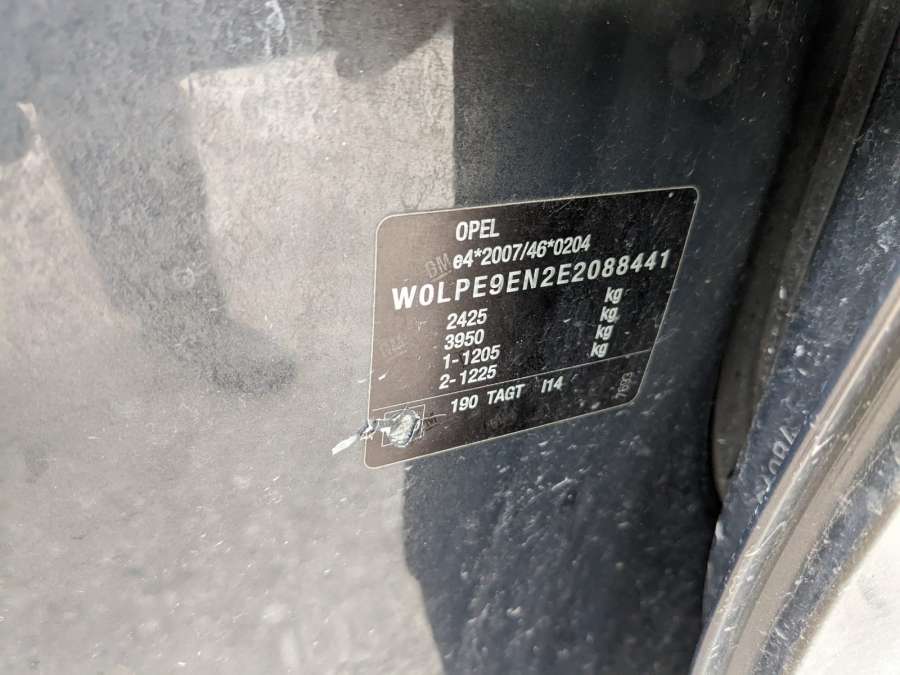 OPEL
e4*2007/46*0204
W0LPE9EN2E2088441
2425 kg
3950 kg
1-1205 kg
2-1225 kg
190 TAGT I14